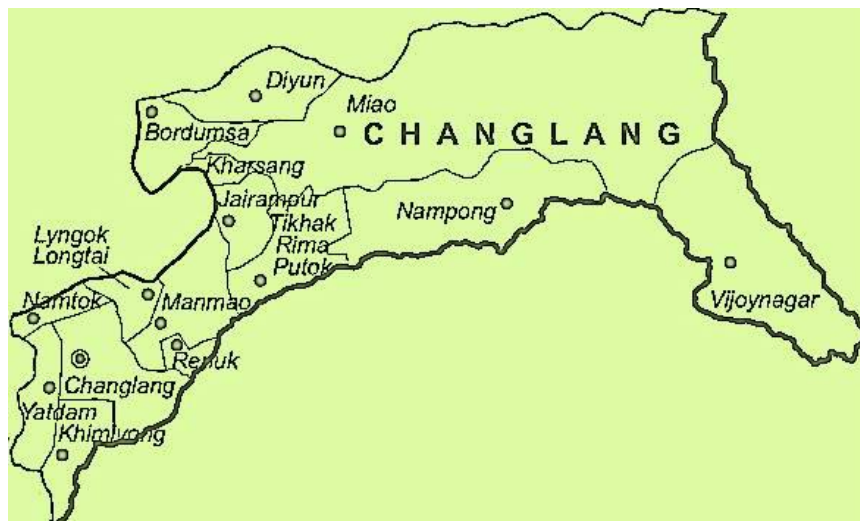 Diyun
Miao
Bordumsa
CHANGLANG
Kharsang
Jairampur
Nampong
Tikhak
Rima
Putok
Lyngok
Longtai
Namtok
Manmao
Vijoynagar
Renuk
Changlang
Yatdam
Khimiyong